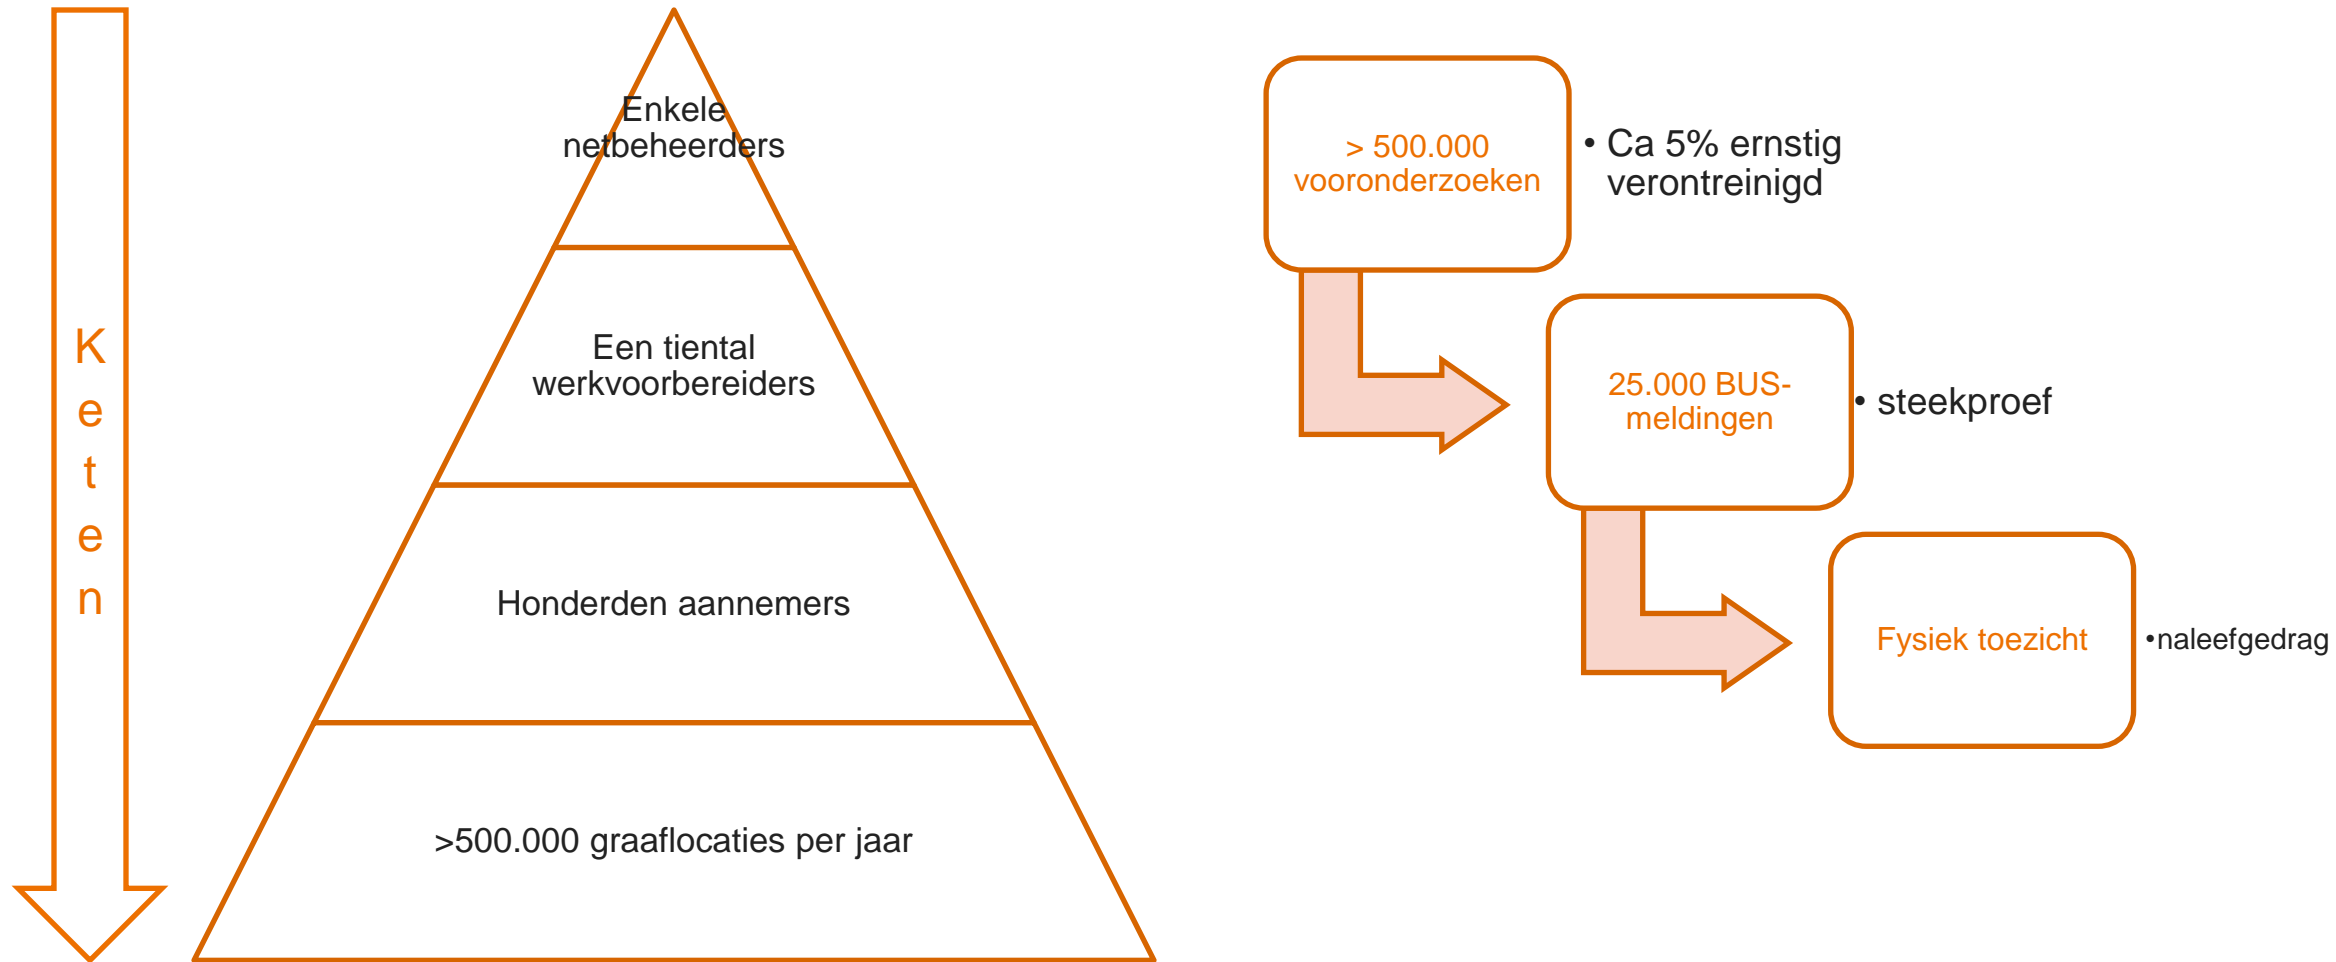 Keten
Enkele
netbeheerders
Een tiental
werkvoorbereiders
Honderden aannemers
>500.000 graaflocaties per jaar
> 500.000
vooronderzoeken
• Ca 5% ernstig
verontreinigd
25.000 BUS-
meldingen
• steekproef
Fysiek toezicht
•naleefgedrag